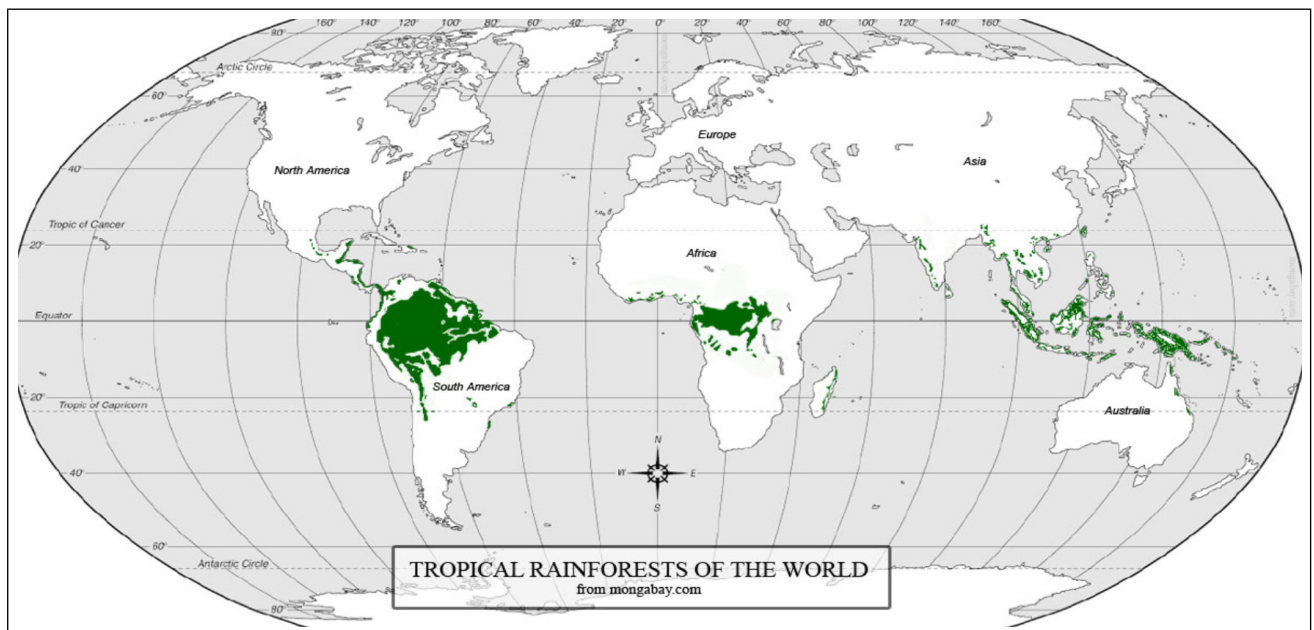 160° 140° 120° 100° 80° 60° 40° 20° 0° 20° 40° 60° 80° 100° 120° 140° 160°
80°
Arctic Circle
60°
Europe
Asia
North America
40°
Tropic of Cancer
20°
Africa
Equator
South America
20°
Tropic of Capricorn
Australia
N
W E
S
40°
60°
Antarctic Circle
TROPICAL RAINFORESTS OF THE WORLD
from mongabay.com
80°